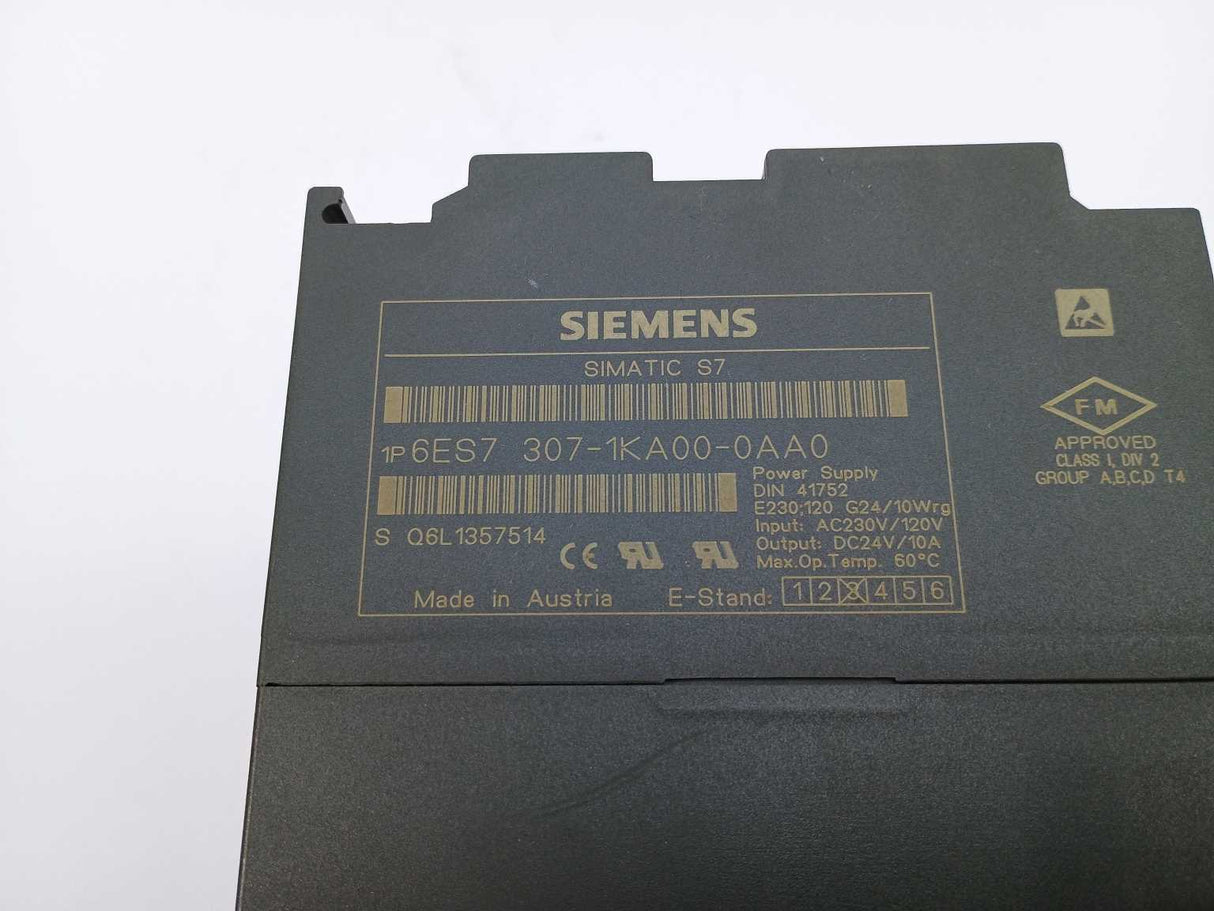 SIEMENS
SIMATIC S7
1P 6ES7 307-1KA00-0AA0
Power Supply
DIN 41752
E230;120 G24/10Wrg
Input: AC230V/120V
Output: DC24V/10A
Max.Op.Temp. 60°C
S Q6L1357514
CE
Made in Austria E-Stand: 1 2 3 4 5 6
FM
APPROVED
CLASS I, DIV 2
GROUP A,B,C,D T4